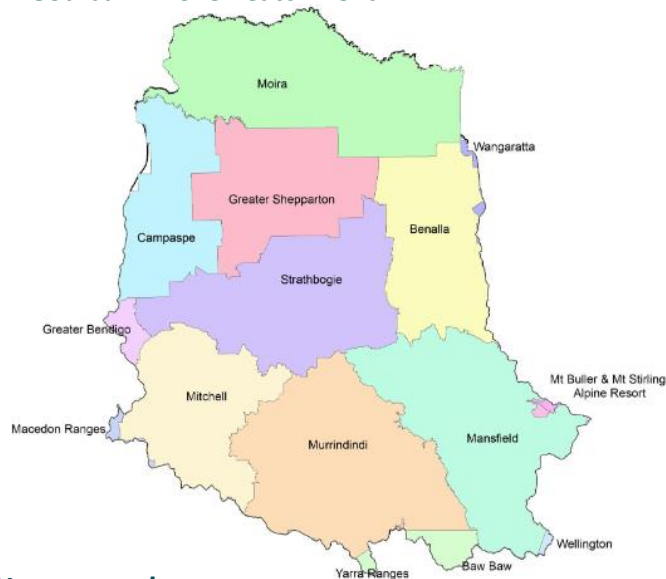 Moira
Wangaratta
Greater Shepparton
Benalla
Campaspe
Strathbogie
Greater Bendigo
Mt Buller & Mt Stirling
Alpine Resort
Mitchell
Macedon Ranges
Mansfield
Murrindindi
Wellington
Baw Baw
Yarra Ranges